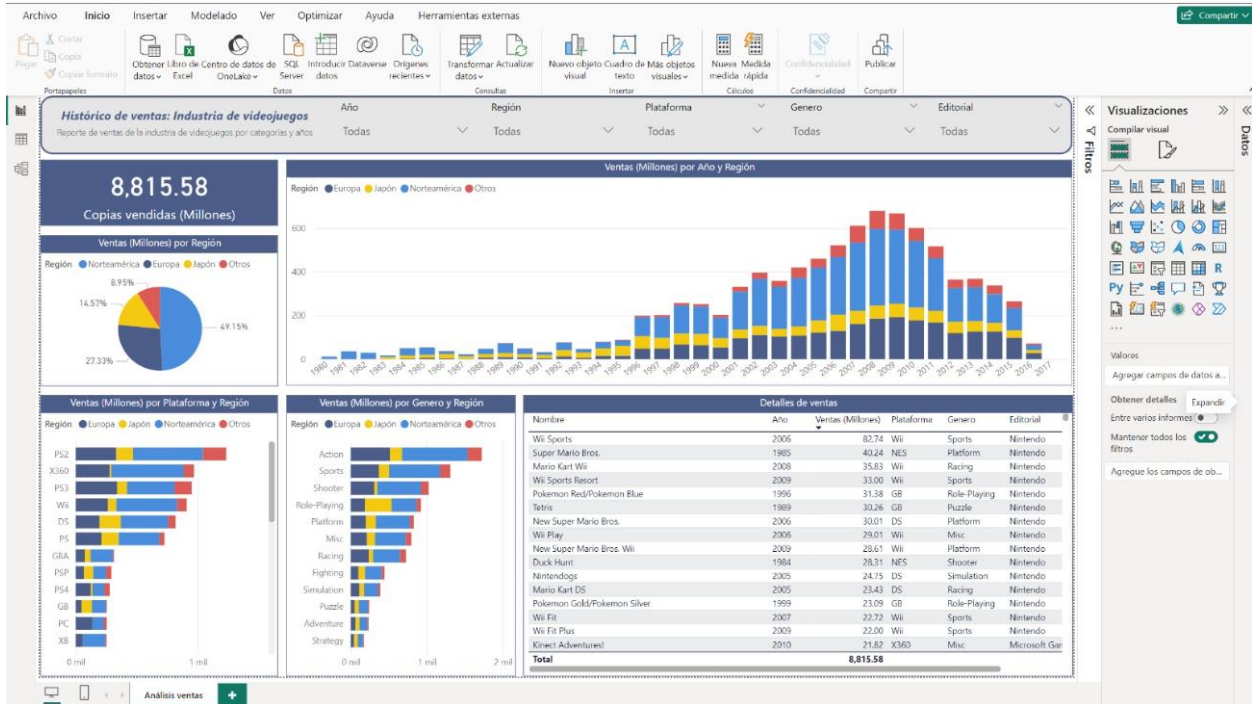 Archivo Inicio Insertar Modelado Ver Optimizar Ayuda Herramientas externas
Compartir
Pegar
Cortar
Copia
Copiar formato
Portapapeles
Obtener datos
Libro de Excel
Centro de datos de OneLake
SQL Server
Introducir datos
Dataverse
Orígenes recientes
Datos
Transformar datos
Actualizar
Consultas
Nuevo objeto visual
Cuadro de texto
Más objetos visuales
Insertar
Nueva medida
Medida rápida
Cálculos
Confidencialidad
Confidencialidad
Publicar
Compartir
Histórico de ventas: Industria de videojuegos
Reporte de ventas de la industria de videojuegos por categorías y años
Año
Todas
Región
Todas
Plataforma
Todas
Genero
Todas
Editorial
Todas
8,815.58
Copias vendidas (Millones)
Ventas (Millones) por Región
Región Norteamérica Europa Japón Otros
8.95%
14.57%
49.15%
27.33%
Ventas (Millones) por Año y Región
Región Europa Japón Norteamérica Otros
600
400
200
0
1980 1981 1982 1983 1984 1985 1986 1987 1988 1989 1990 1991 1992 1993 1994 1995 1996 1997 1998 1999 2000 2001 2002 2003 2004 2005 2006 2007 2008 2009 2010 2011 2012 2013 2014 2015 2016 2017
Ventas (Millones) por Plataforma y Región
Región Europa Japón Norteamérica Otros
PS2
X360
PS3
Wii
DS
PS
GBA
PSP
PS4
GB
PC
XB
0 mil 1 mil
Ventas (Millones) por Genero y Región
Región Europa Japón Norteamérica Otros
Action
Sports
Shooter
Role-Playing
Platform
Misc
Racing
Fighting
Simulation
Puzzle
Adventure
Strategy
0 mil 1 mil 2 mil
Detalles de ventas
Nombre Año Ventas (Millones) Plataforma Genero Editorial
Wii Sports 2006 82.74 Wii Sports Nintendo
Super Mario Bros. 1985 40.24 NES Platform Nintendo
Mario Kart Wii 2008 35.83 Wii Racing Nintendo
Wii Sports Resort 2009 33.00 Wii Sports Nintendo
Pokemon Red/Pokemon Blue 1996 31.38 GB Role-Playing Nintendo
Tetris 1989 30.26 GB Puzzle Nintendo
New Super Mario Bros. 2006 30.01 DS Platform Nintendo
Wii Play 2006 29.01 Wii Misc Nintendo
New Super Mario Bros. Wii 2009 28.61 Wii Platform Nintendo
Duck Hunt 1984 28.31 NES Shooter Nintendo
Nintendogs 2005 24.75 DS Simulation Nintendo
Mario Kart DS 2005 23.43 DS Racing Nintendo
Pokemon Gold/Pokemon Silver 1999 23.09 GB Role-Playing Nintendo
Wii Fit 2007 22.72 Wii Sports Nintendo
Wii Fit Plus 2009 22.00 Wii Sports Nintendo
Kinect Adventures! 2010 21.82 X360 Misc Microsoft Gar
Total 8,815.58
Filtros
Visualizaciones
Compilar visual
R
Py
...
Valores
Agregar campos de datos a...
Obtener detalles
Expandir
Entre varios informes
Mantener todos los filtros
Agregue los campos de ob...
Datos
Análisis ventas
+